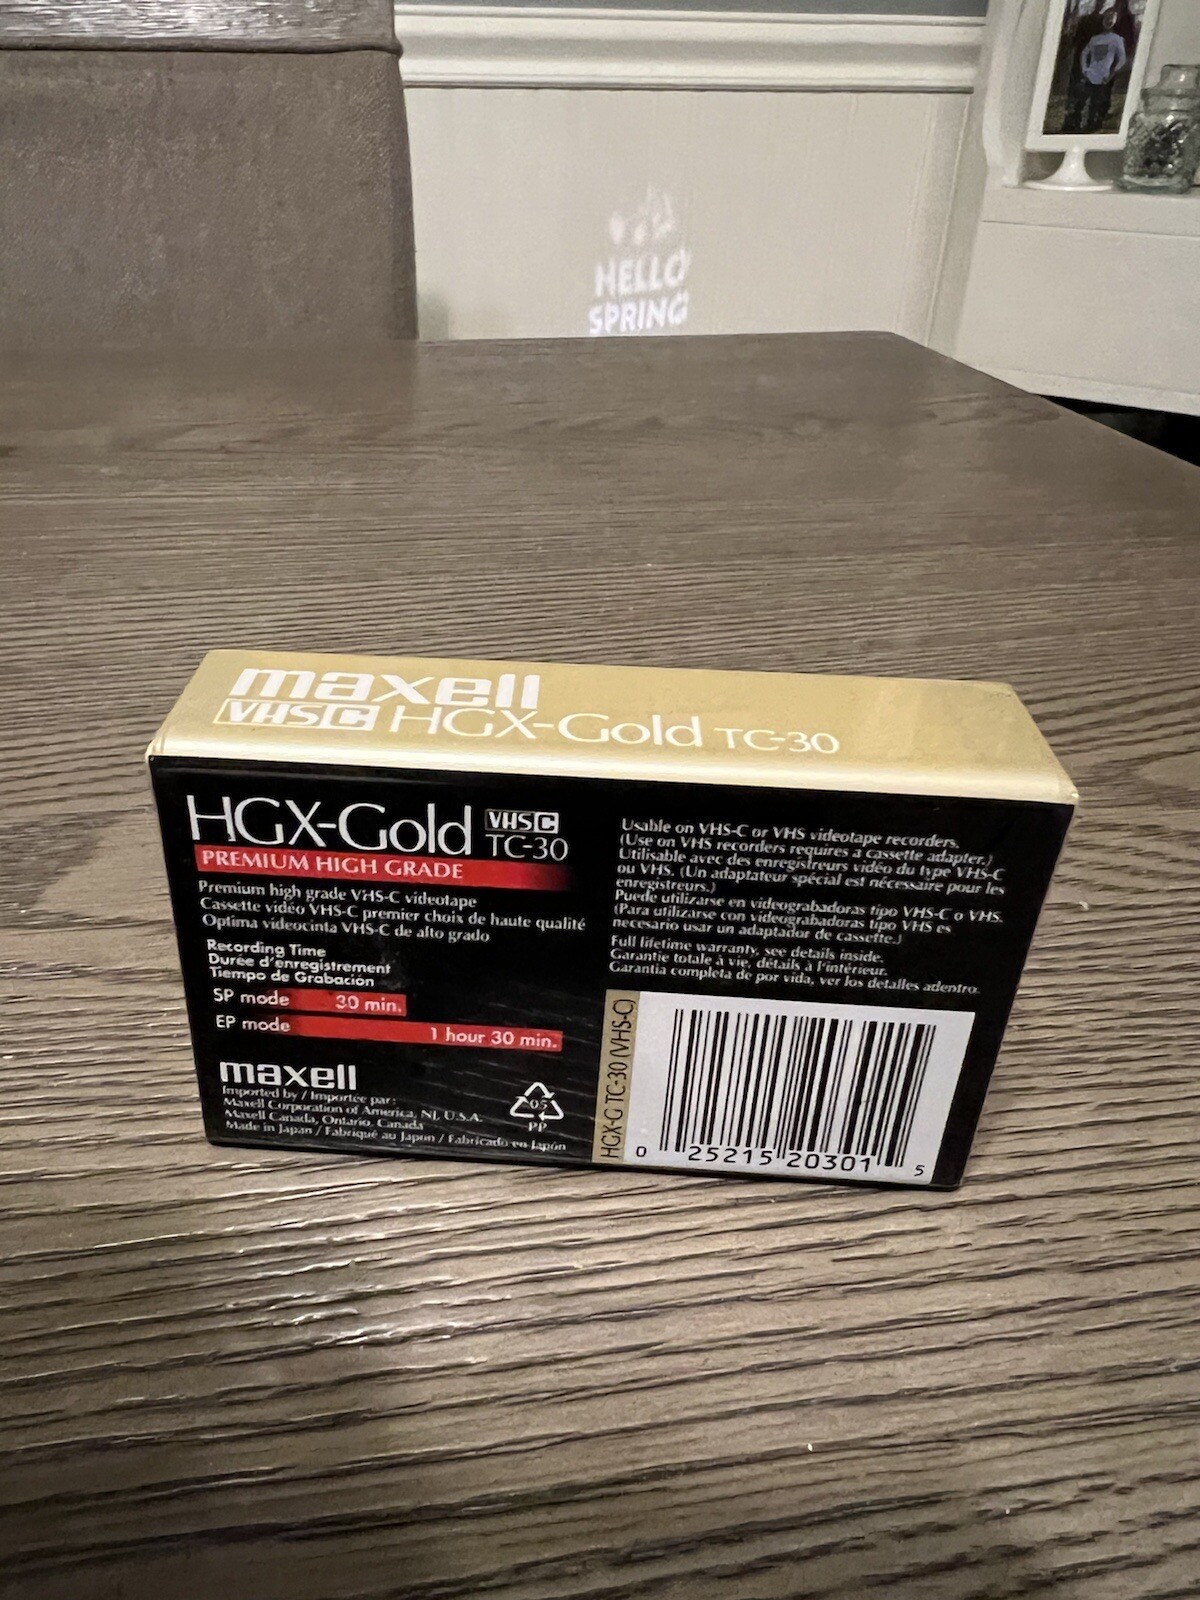 HELLO
SPRING
maxell
VHS C HGX-Gold TC-30
HGX-Gold VHS C TC-30
PREMIUM HIGH GRADE
Premium high grade VHS-C videotape
Cassette vidéo VHS-C premier choix de haute qualité
Optima videocinta VHS-C de alto grado
Recording Time
Durée d'enregistrement
Tiempo de Grabación
SP mode 30 min.
EP mode 1 hour 30 min.
maxell
Imported by / Importée par:
Maxell Corporation of America, NJ, U.S.A.
Maxell Canada, Ontario, Canada
Made in Japan / Fabriqué au Japon / Fabricado en Japón
05
PP
Usable on VHS-C or VHS videotape recorders.
(Use on VHS recorders requires a cassette adapter.)
Utilisable avec des enregistreurs vidéo du type VHS-C
ou VHS. (Un adaptateur spécial est nécessaire pour les
enregistreurs.)
Puede utilizarse en videograbadoras tipo VHS-C o VHS.
(Para utilizarse con videograbadoras tipo VHS es
necesario usar un adaptador de cassette.)
Full lifetime warranty, see details inside.
Garantie totale à vie, détails à l'intérieur.
Garantia completa de por vida, ver los detalles adentro.
HGX-G TC-30 (VHS-C)
0 25215 20301 5